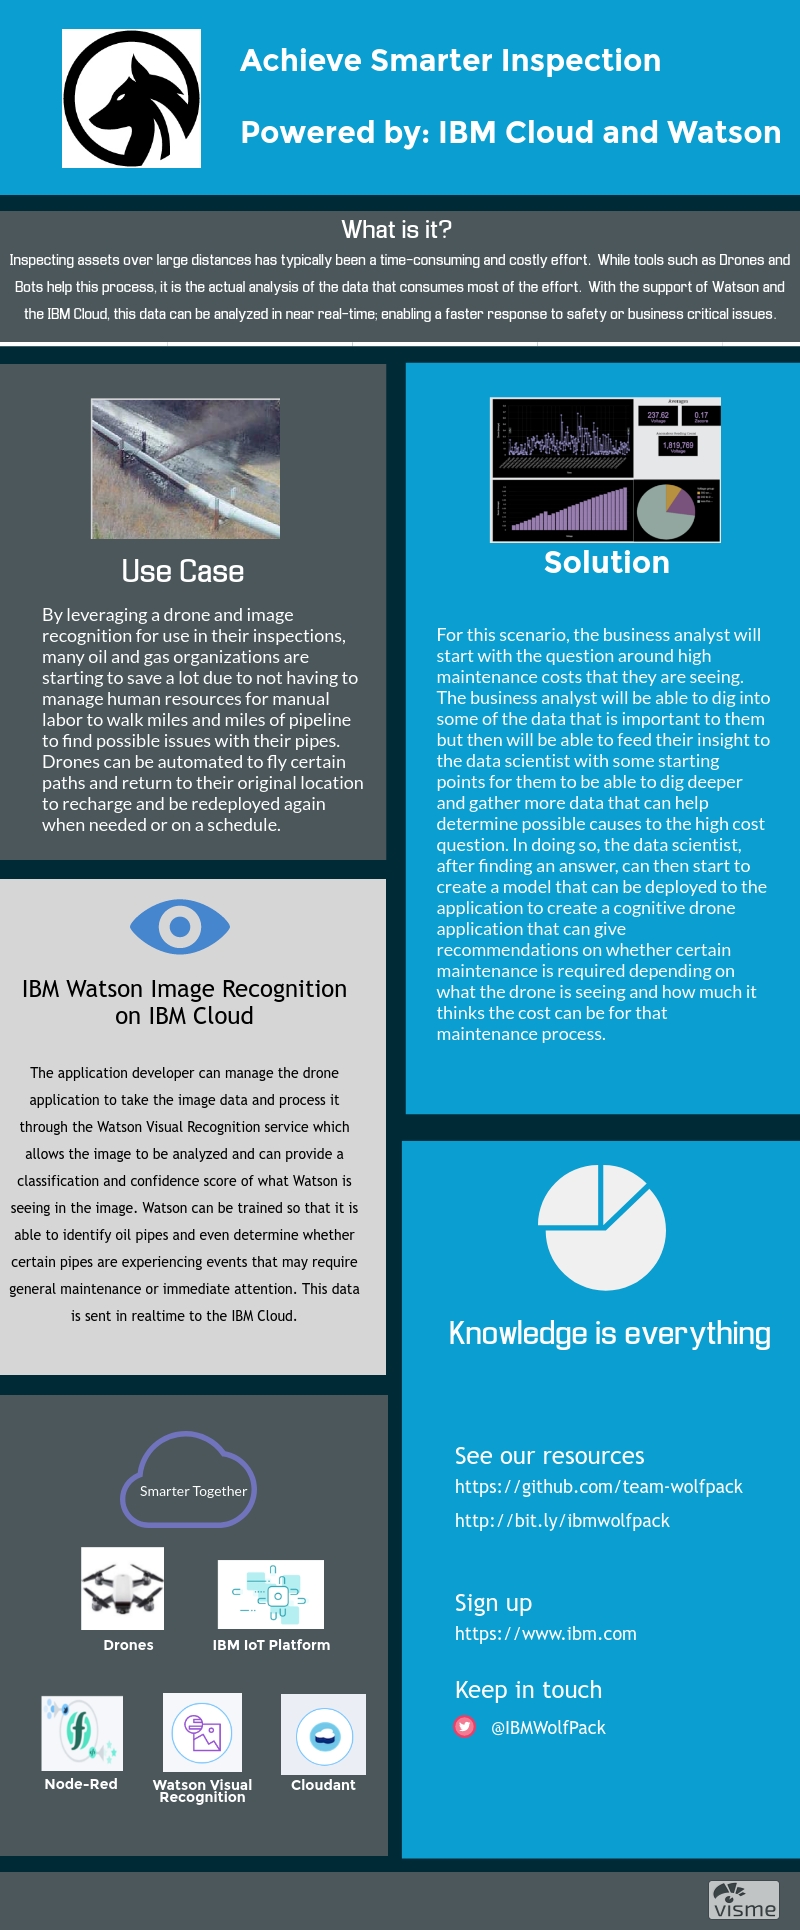 Achieve Smarter Inspection
Powered by: IBM Cloud and Watson
What is it?
Inspecting assets over large distances has typically been a time-consuming and costly effort. While tools such as Drones and
Bots help this process, it is the actual analysis of the data that consumes most of the effort. With the support of Watson and
the IBM Cloud, this data can be analyzed in near real-time; enabling a faster response to safety or business critical issues.
Use Case
By leveraging a drone and image
recognition for use in their inspections,
many oil and gas organizations are
starting to save a lot due to not having to
manage human resources for manual
labor to walk miles and miles of pipeline
to find possible issues with their pipes.
Drones can be automated to fly certain
paths and return to their original location
to recharge and be redeployed again
when needed or on a schedule.
Averages
237.62
Voltage
0.17
Zscore
1,819,769
Voltage
Solution
For this scenario, the business analyst will
start with the question around high
maintenance costs that they are seeing.
The business analyst will be able to dig into
some of the data that is important to them
but then will be able to feed their insight to
the data scientist with some starting
points for them to be able to dig deeper
and gather more data that can help
determine possible causes to the high cost
question. In doing so, the data scientist,
after finding an answer, can then start to
create a model that can be deployed to the
application to create a cognitive drone
application that can give
recommendations on whether certain
maintenance is required depending on
what the drone is seeing and how much it
thinks the cost can be for that
maintenance process.
IBM Watson Image Recognition
on IBM Cloud
The application developer can manage the drone
application to take the image data and process it
through the Watson Visual Recognition service which
allows the image to be analyzed and can provide a
classification and confidence score of what Watson is
seeing in the image. Watson can be trained so that it is
able to identify oil pipes and even determine whether
certain pipes are experiencing events that may require
general maintenance or immediate attention. This data
is sent in realtime to the IBM Cloud.
Smarter Together
Drones
IBM IoT Platform
Node-Red
Watson Visual
Recognition
Cloudant
Knowledge is everything
See our resources
https://github.com/team-wolfpack
http://bit.ly/ibmwolfpack
Sign up
https://www.ibm.com
Keep in touch
@IBMWolfPack
visme